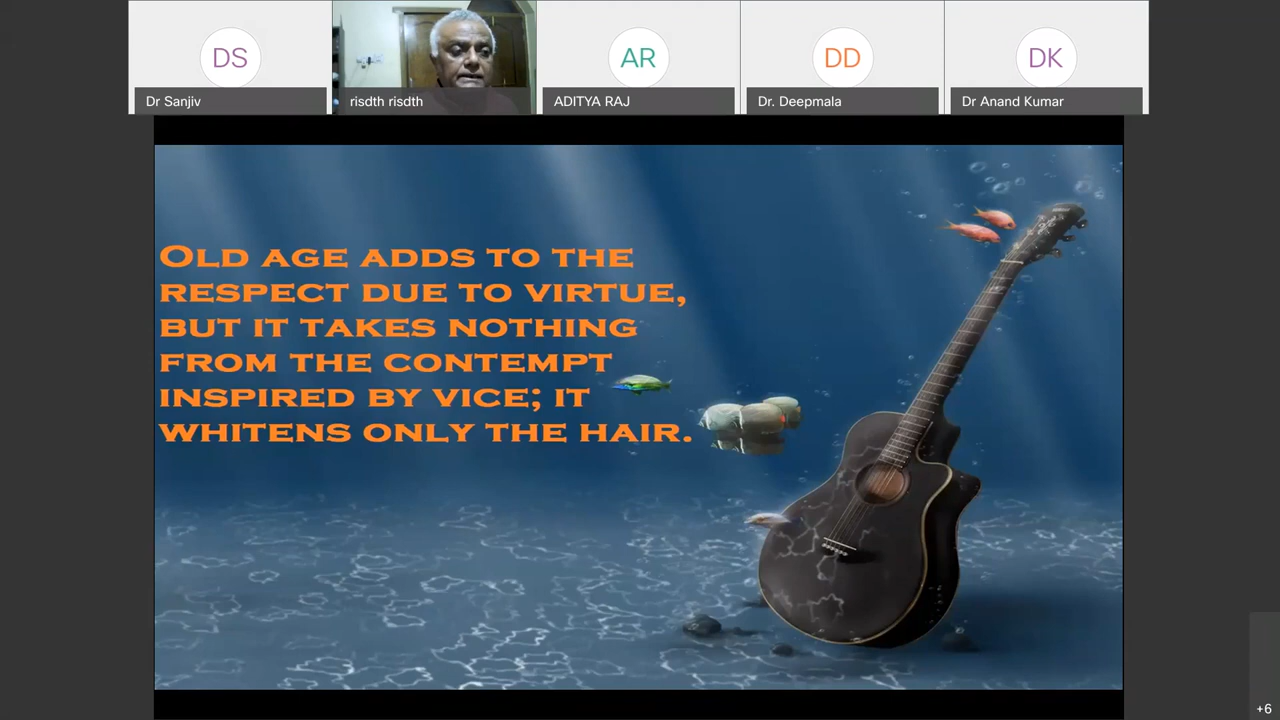 DS
AR
DD
DK
Dr Sanjiv
risdth risdth
ADITYA RAJ
Dr. Deepmala
Dr Anand Kumar
OLD AGE ADDS TO THE
RESPECT DUE TO VIRTUE,
BUT IT TAKES NOTHING
FROM THE CONTEMPT
INSPIRED BY VICE; IT
WHITENS ONLY THE HAIR.
+6